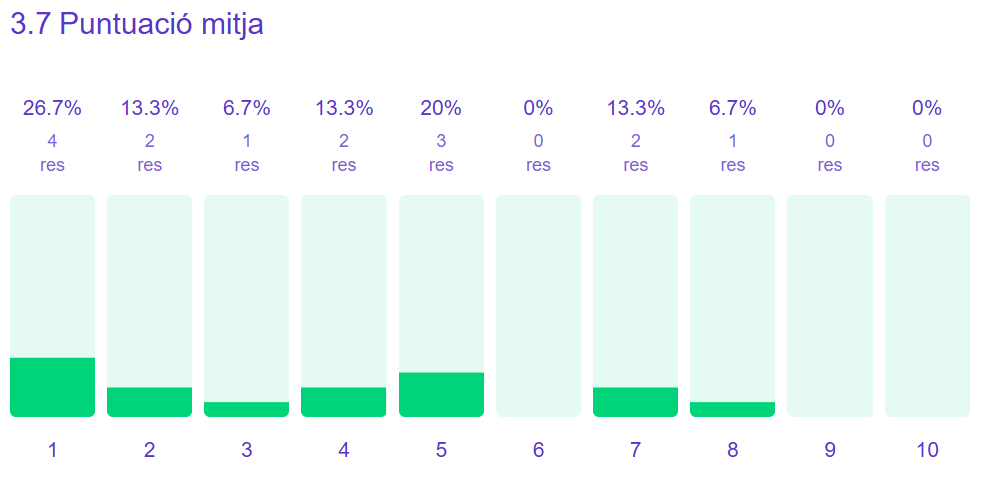 3.7 Puntuació mitja
26.7% 13.3% 6.7% 13.3% 20% 0% 13.3% 6.7% 0% 0%
4 2 1 2 3 0 2 1 0 0
res res res res res res res res res res
1 2 3 4 5 6 7 8 9 10